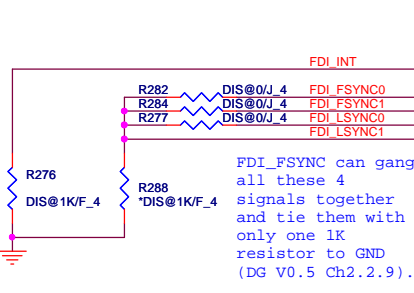 FDI_INT
R282 DIS@0/J_4 FDI_FSYNC0
R284 DIS@0/J_4 FDI_FSYNC1
R277 DIS@0/J_4 FDI_LSYNC0
FDI_LSYNC1
R276
DIS@1K/F_4
R288
*DIS@1K/F_4
FDI_FSYNC can gang
all these 4
signals together
and tie them with
only one 1K
resistor to GND
(DG V0.5 Ch2.2.9).